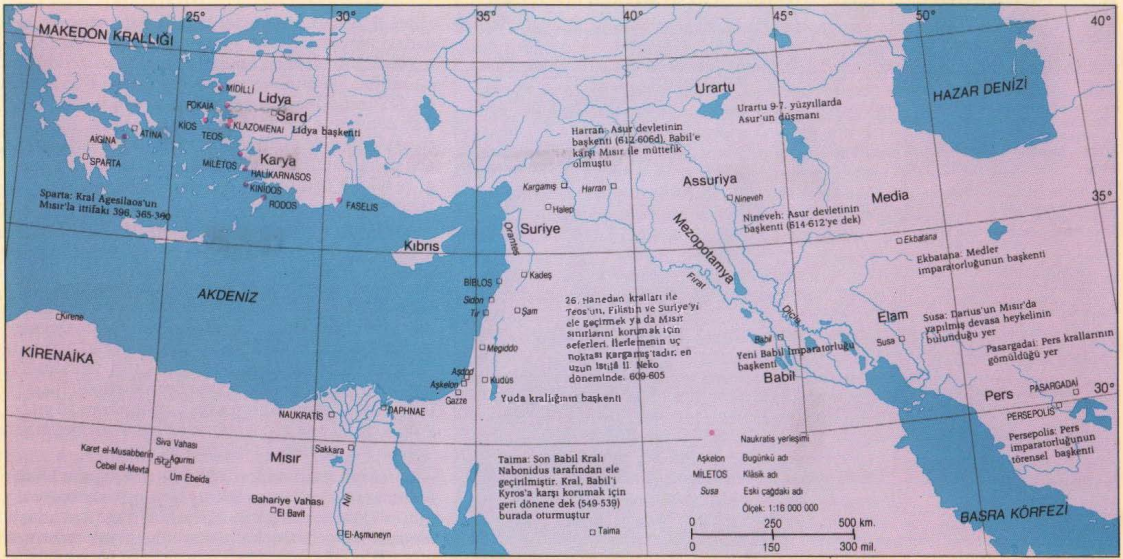 25°
30°
35°
40°
45°
50°
40°
MAKEDON KRALLIĞI
MİDİLLİ
Lidya
Sard
FOKAIA
KİOS
TEOS
KLAZOMENAI
Lidya başkenti
AIGINA
ATİNA
SPARTA
Karya
MİLETOS
HALİKARNASOS
KINIDOS
RODOS
FASELIS
Sparta: Kral Agesilaos'un
Mısır'la ittifakı 396, 365-360
Urartu
Urartu 9-7. yüzyıllarda
Asur'un düşmanı
HAZAR DENİZİ
Harran: Asur devletinin
başkenti (612-606d), Babil'e
karşı Mısır ile müttefik
olmuştu
Kargamış
Harran
Halep
Assuriya
Nineveh
Nineveh: Asur devletinin
başkenti (614-612'ye dek)
Media
35°
Suriye
Orantes
Mezopotamya
Kıbrıs
Ekbatana
Ekbatana: Medler
imparatorluğunun başkenti
AKDENİZ
Kirene
KİRENAİKA
BİBLOS
Kadeş
Sidon
Tir
Şam
Fırat
Dicle
26. Hanedan kralları ile
Teos'un, Filistin ve Suriye'yi
ele geçirmek ya da Mısır
sınırlarını korumak için
seferleri. İlerlemenin uç
noktası Kargamış'tadır, en
uzun istilâ II. Neko
döneminde. 609-605
Elam
Susa
Susa: Darius'un Mısır'da
yapılmış devasa heykelinin
bulunduğu yer
Pasargadai: Pers krallarının
gömüldüğü yer
Babil
Yeni Babil İmparatorluğu
başkenti
Babil
Megiddo
Aşdod
Aşkelon
Kudüs
Gazze
Yuda krallığının başkenti
Pers
PASARGADAİ
30°
PERSEPOLİS
Persepolis: Pers
imparatorluğunun
törensel başkenti
NAUKRATİS
DAPHNAE
Sakkara
Siva Vahası
Karet el-Musabberin
Agurmi
Cebel el-Mevta
Um Ebeida
Mısır
Bahariye Vahası
El Bavit
Nil
El-Aşmuneyn
Taima: Son Babil Kralı
Nabonidus tarafından ele
geçirilmiştir. Kral, Babil'i
Kyros'a karşı korumak için
geri dönene dek (549-539)
burada oturmuştur
Taima
Naukratis yerleşimi
Aşkelon Bugünkü adı
MİLETOS Klâsik adı
Susa Eski çağdaki adı
Ölçek: 1:16 000 000
0 250 500 km.
0 150 300 mil.
BASRA KÖRFEZİ